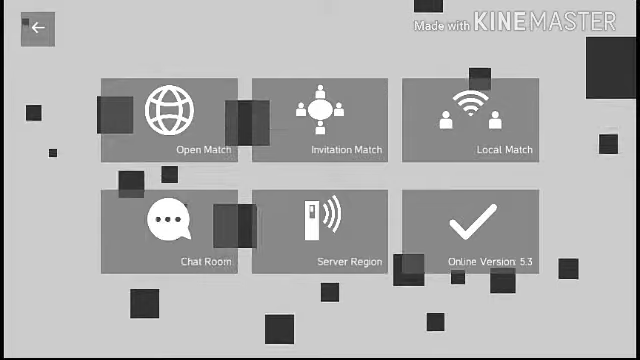 Made with KINEMASTER
Open Match
Invitation Match
Local Match
Chat Room
Server Region
Online Version: 5.3